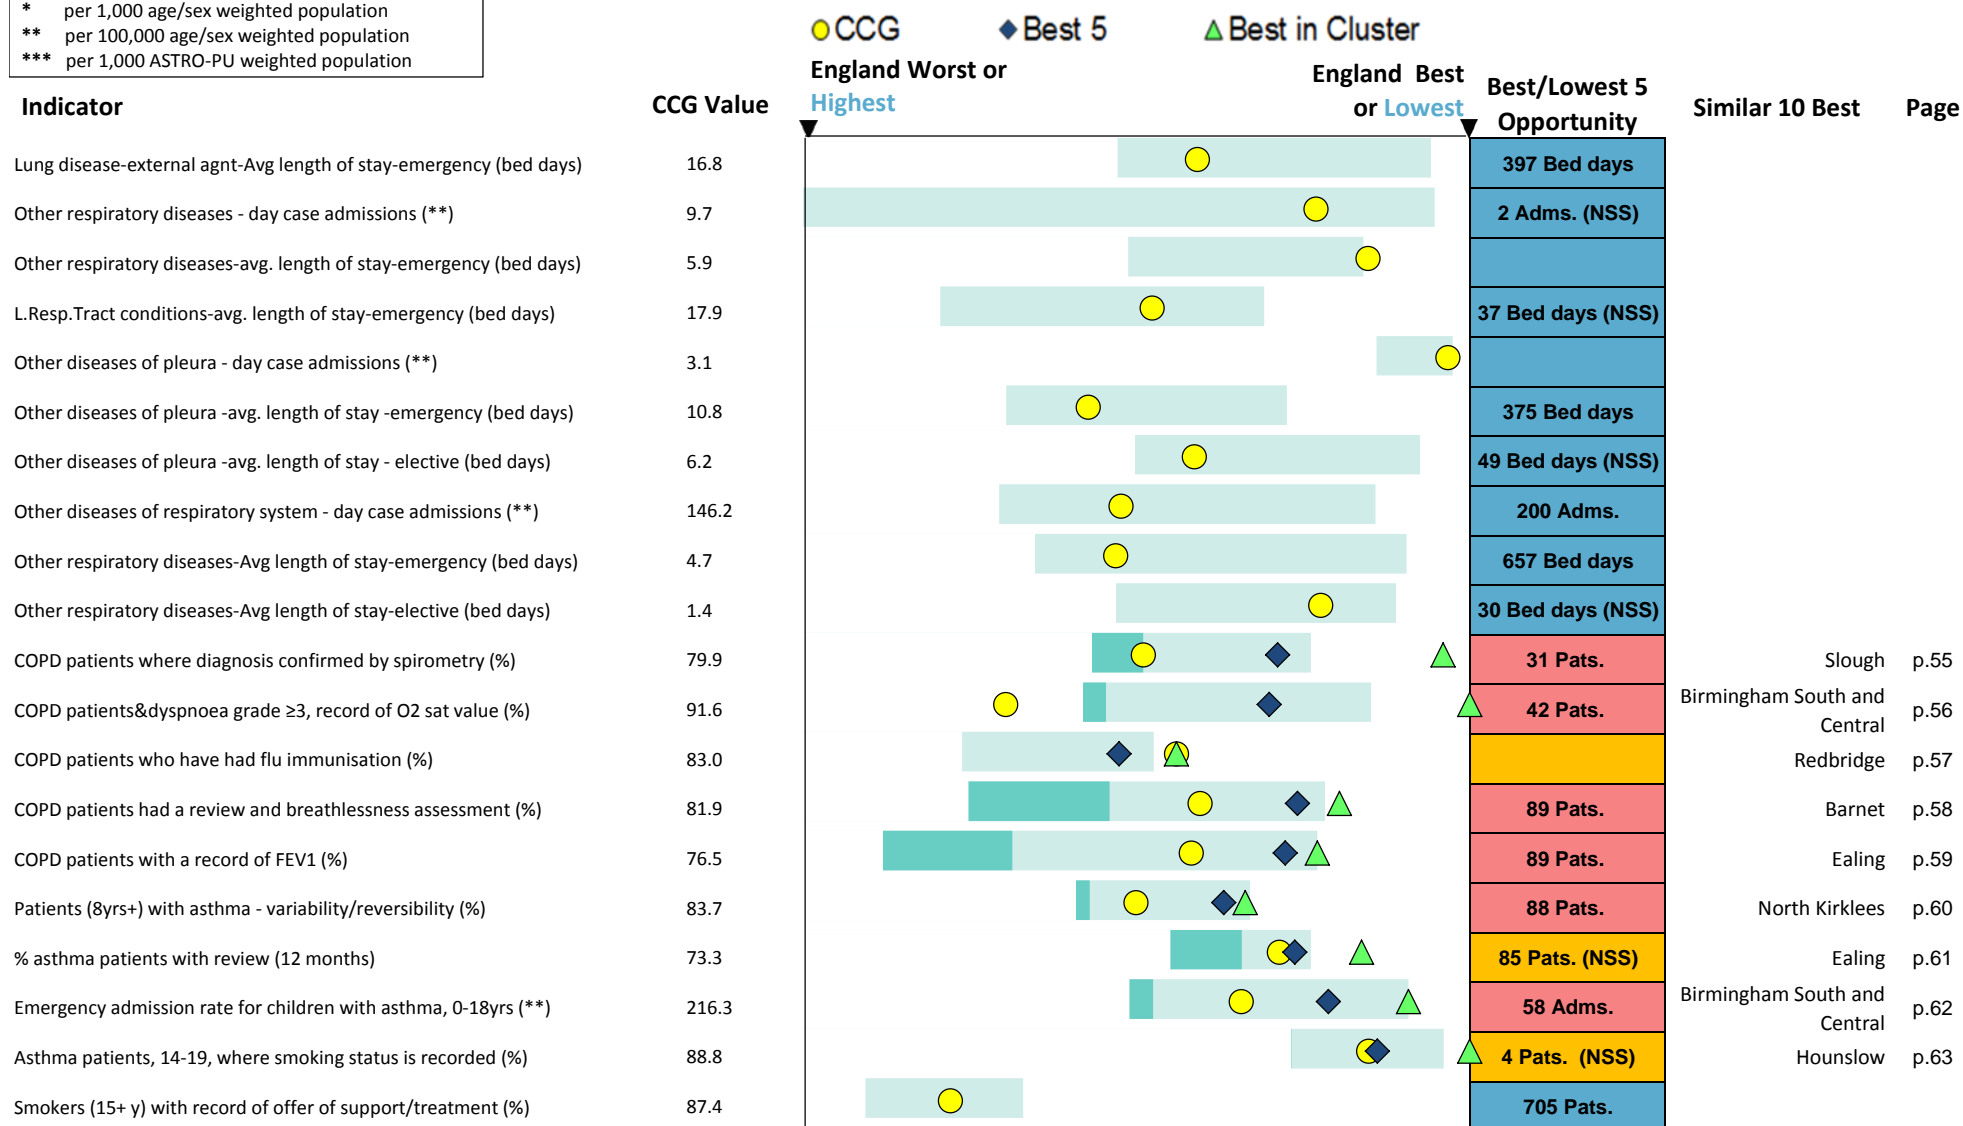 * per 1,000 age/sex weighted population
** per 100,000 age/sex weighted population
*** per 1,000 ASTRO-PU weighted population
CCG Best 5 Best in Cluster
Indicator CCG Value England Worst or Highest England Best or Lowest Best/Lowest 5 Opportunity Similar 10 Best Page
Lung disease-external agnt-Avg length of stay-emergency (bed days) 16.8 397 Bed days
Other respiratory diseases - day case admissions (**) 9.7 2 Adms. (NSS)
Other respiratory diseases-avg. length of stay-emergency (bed days) 5.9
L.Resp.Tract conditions-avg. length of stay-emergency (bed days) 17.9 37 Bed days (NSS)
Other diseases of pleura - day case admissions (**) 3.1
Other diseases of pleura -avg. length of stay -emergency (bed days) 10.8 375 Bed days
Other diseases of pleura -avg. length of stay - elective (bed days) 6.2 49 Bed days (NSS)
Other diseases of respiratory system - day case admissions (**) 146.2 200 Adms.
Other respiratory diseases-Avg length of stay-emergency (bed days) 4.7 657 Bed days
Other respiratory diseases-Avg length of stay-elective (bed days) 1.4 30 Bed days (NSS)
COPD patients where diagnosis confirmed by spirometry (%) 79.9 31 Pats. Slough p.55
COPD patients&dyspnoea grade ≥3, record of O2 sat value (%) 91.6 42 Pats. Birmingham South and Central p.56
COPD patients who have had flu immunisation (%) 83.0 Redbridge p.57
COPD patients had a review and breathlessness assessment (%) 81.9 89 Pats. Barnet p.58
COPD patients with a record of FEV1 (%) 76.5 89 Pats. Ealing p.59
Patients (8yrs+) with asthma - variability/reversibility (%) 83.7 88 Pats. North Kirklees p.60
% asthma patients with review (12 months) 73.3 85 Pats. (NSS) Ealing p.61
Emergency admission rate for children with asthma, 0-18yrs (**) 216.3 58 Adms. Birmingham South and Central p.62
Asthma patients, 14-19, where smoking status is recorded (%) 88.8 4 Pats. (NSS) Hounslow p.63
Smokers (15+ y) with record of offer of support/treatment (%) 87.4 705 Pats.